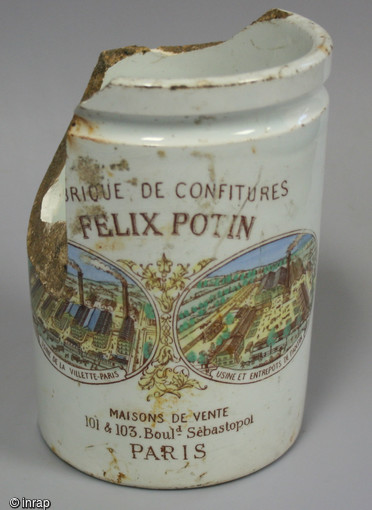 RIQUE DE CONFITURES
FELIX POTIN
DE LA VILLETTE-PARIS
USINE ET ENTREPOTS DE
MAISONS DE VENTE
101 & 103. Boul.d Sébastopol
PARIS
© Inrap